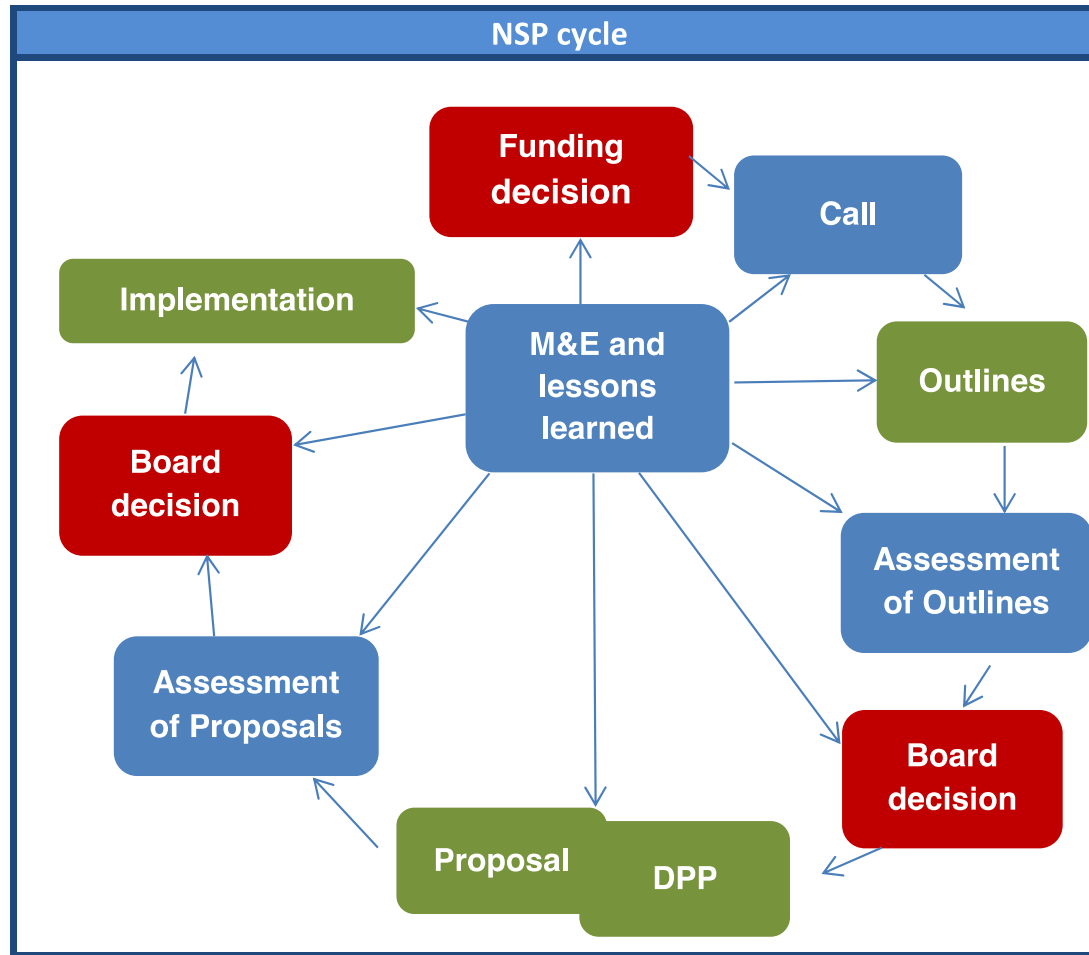 NSP cycle
Funding
decision
Call
Implementation
M&E and
lessons
learned
Outlines
Board
decision
Assessment
of Outlines
Assessment
of Proposals
Board
decision
Proposal
DPP